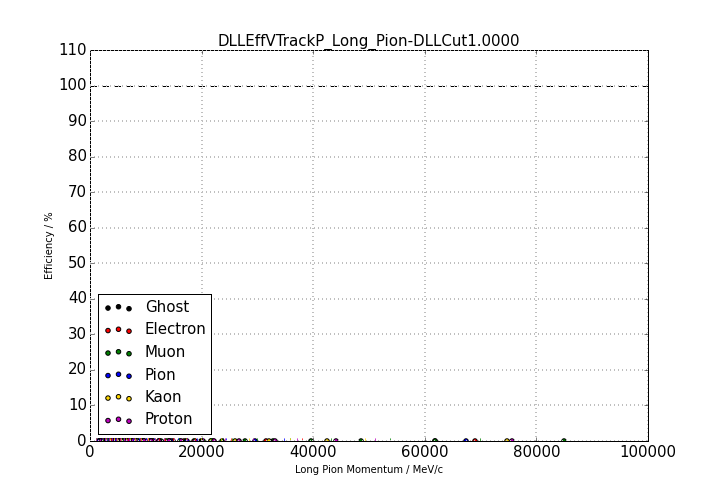 DLLEffVTrackP_Long_Pion-DLLCut1.0000
110
100
90
80
70
60
50
40
30
20
10
0
Efficiency / %
Ghost
Electron
Muon
Pion
Kaon
Proton
0 20000 40000 60000 80000 100000
Long Pion Momentum / MeV/c